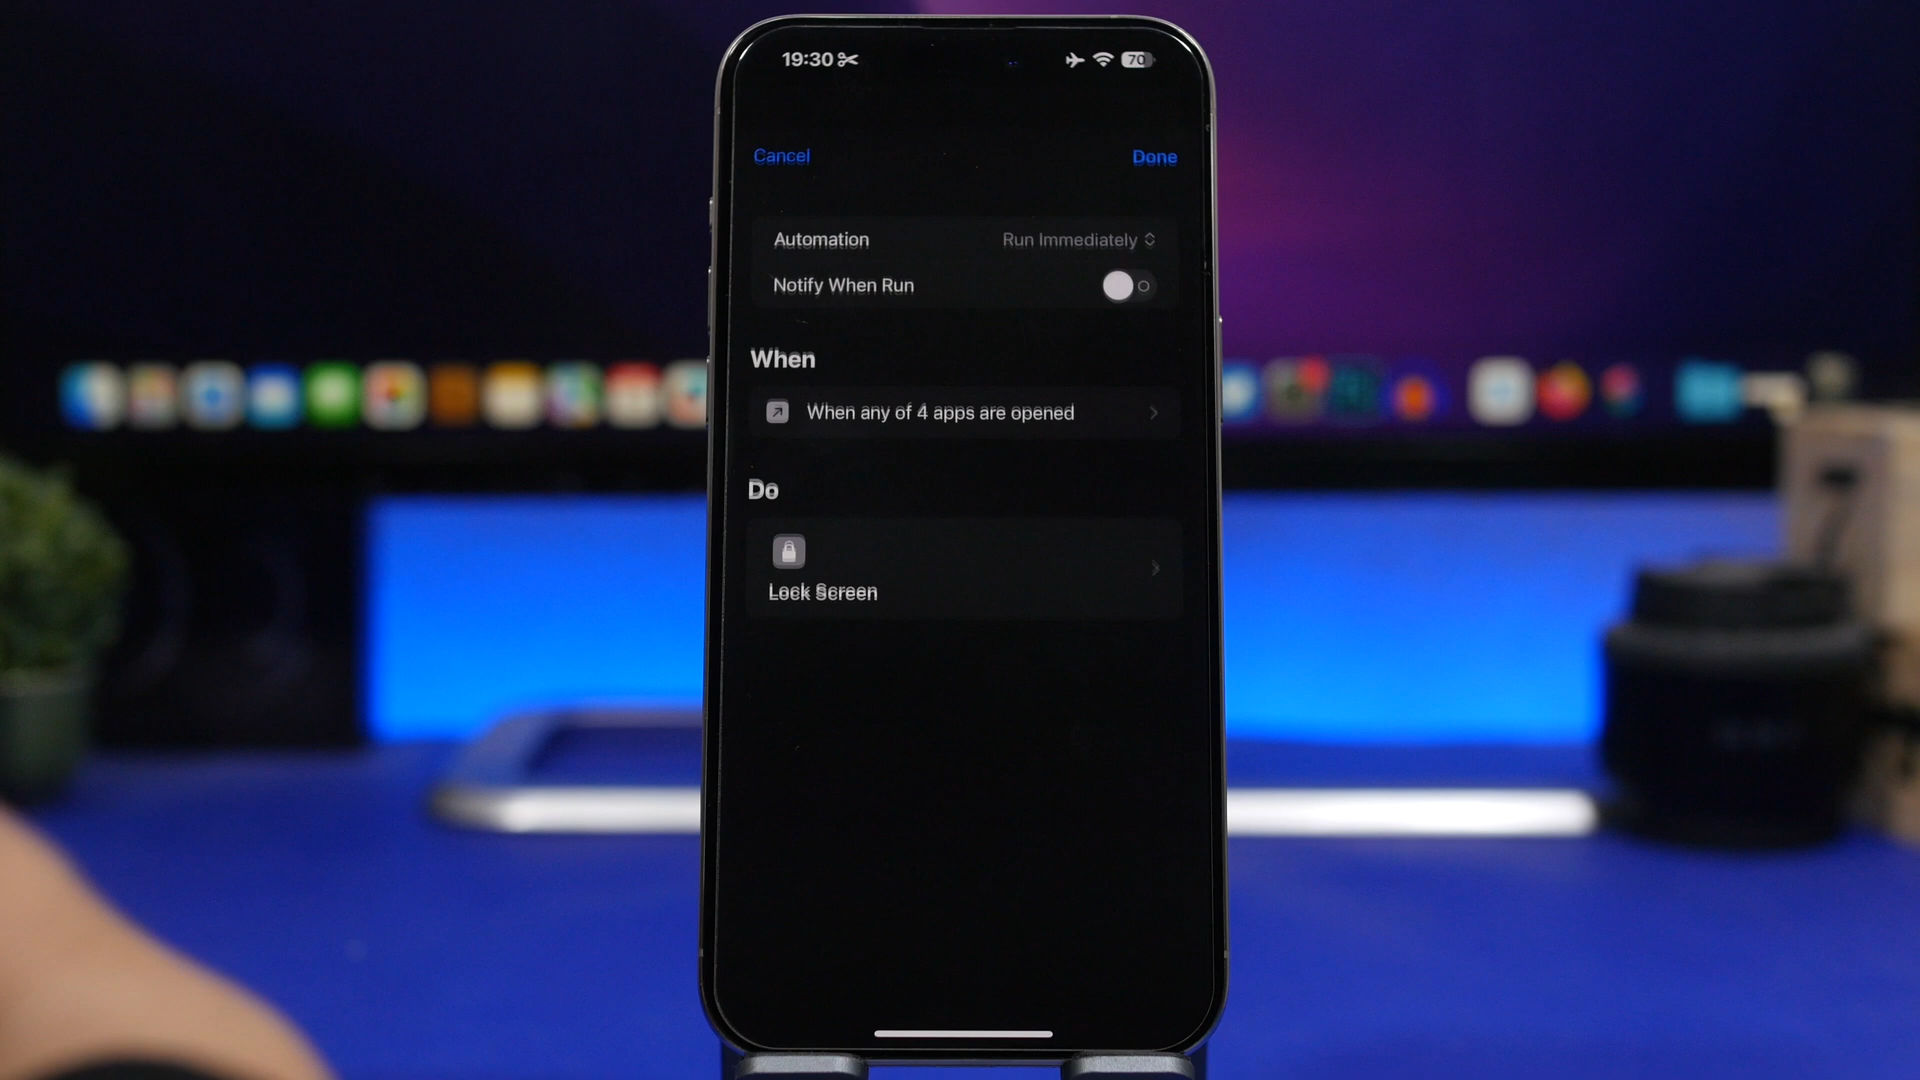 19:30
70
Cancel
Done
Automation
Run Immediately
Notify When Run
When
When any of 4 apps are opened
Do
Lock Screen